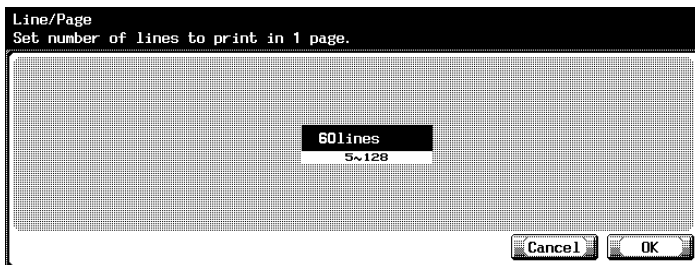 Line/Page
Set number of lines to print in 1 page.
60lines
5~128
Cancel OK